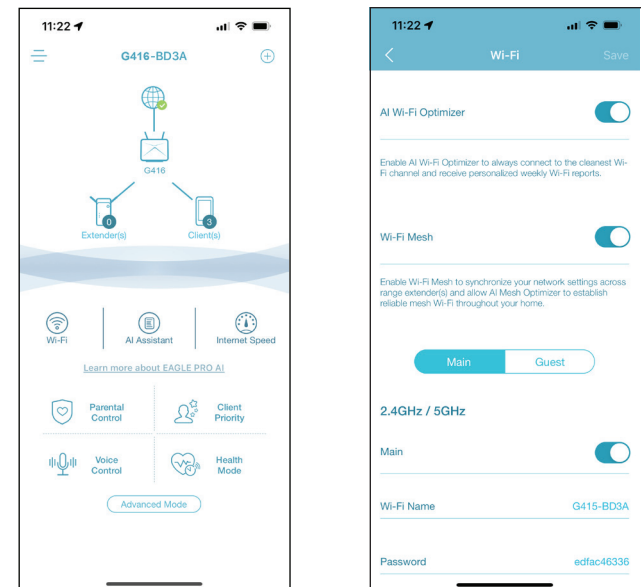 11:22
G416-BD3A
G416
0
3
Extender(s)
Client(s)
Wi-Fi
AI Assistant
Internet Speed
Learn more about EAGLE PRO AI
Parental
Control
Client
Priority
Voice
Control
Health
Mode
Advanced Mode
11:22
Wi-Fi
Save
AI Wi-Fi Optimizer
Enable AI Wi-Fi Optimizer to always connect to the cleanest Wi-
Fi channel and receive personalized weekly Wi-Fi reports.
Wi-Fi Mesh
Enable Wi-Fi Mesh to synchronize your network settings across
range extender(s) and allow AI Mesh Optimizer to establish
reliable mesh Wi-Fi throughout your home.
Main
Guest
2.4GHz / 5GHz
Main
Wi-Fi Name
G415-BD3A
Password
edfac46336